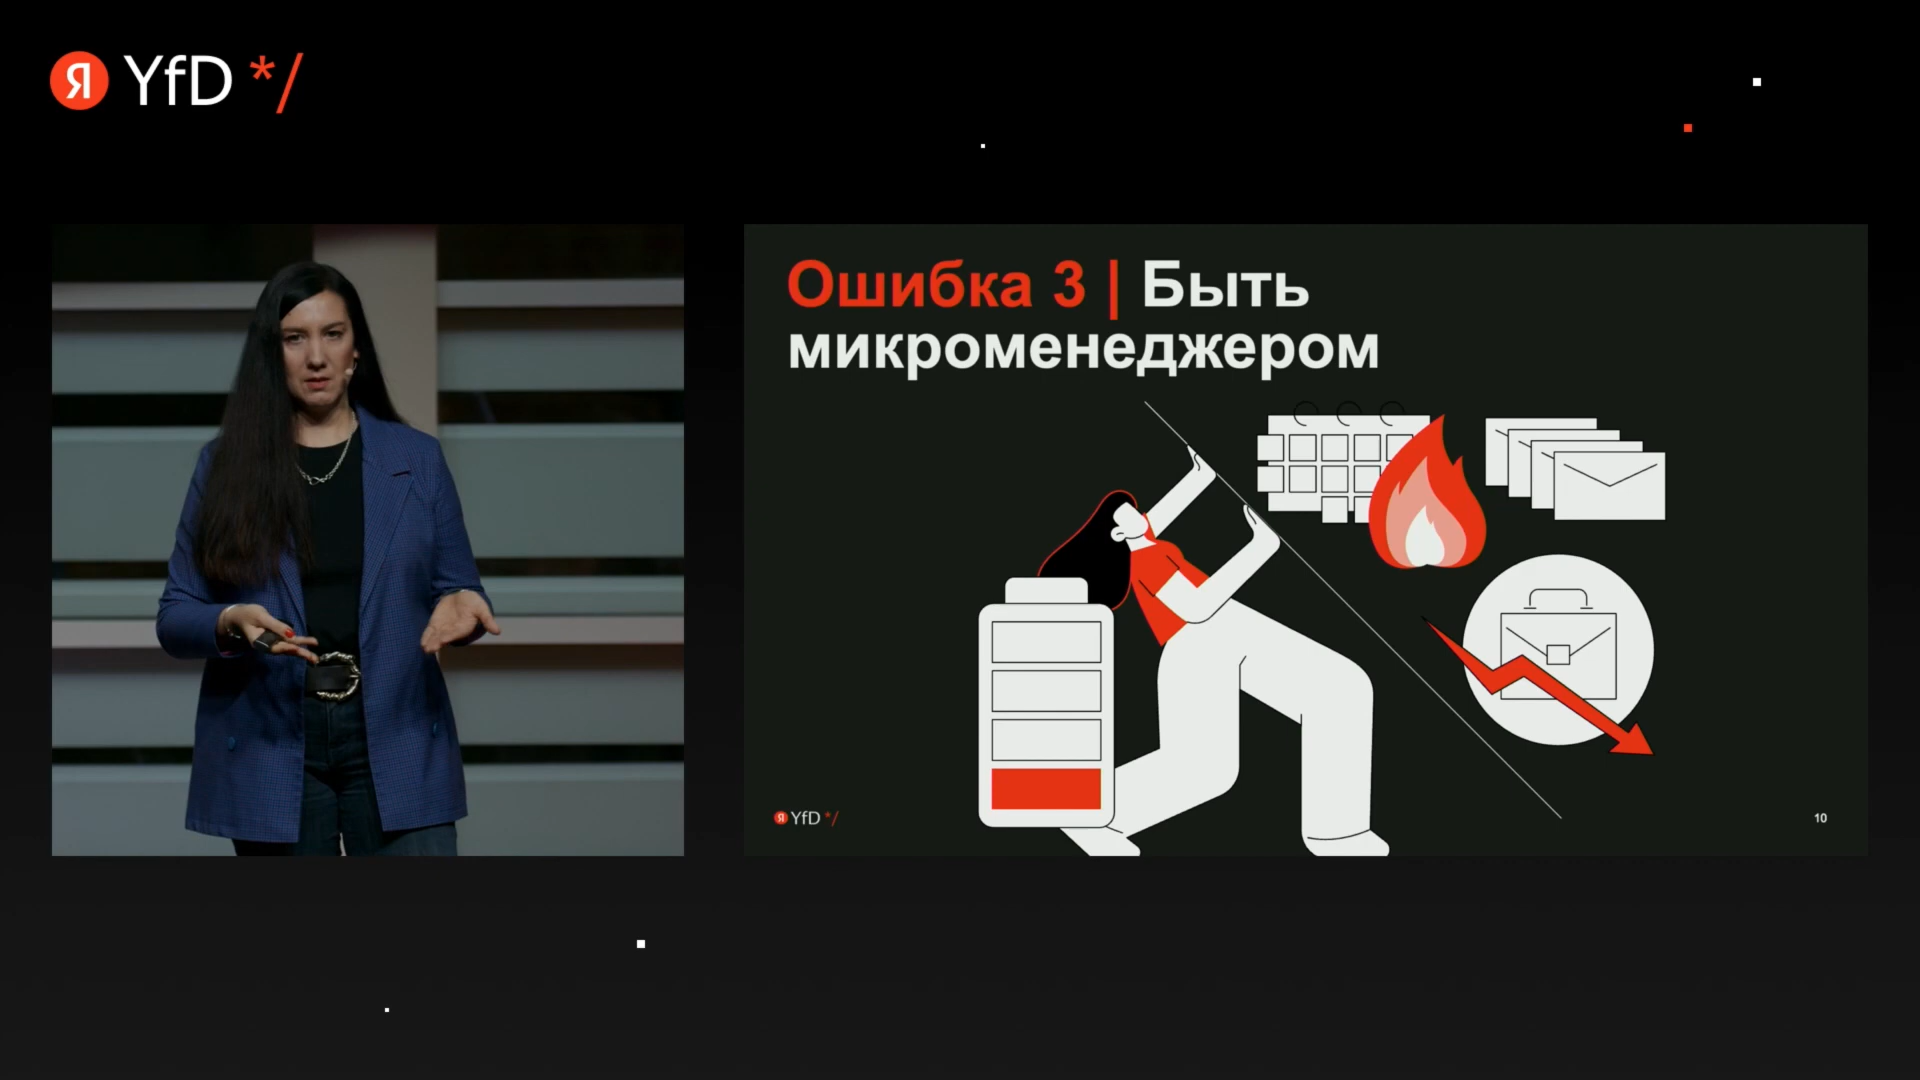 Я YfD */
Ошибка 3 | Быть
микроменеджером
Я YfD */
10